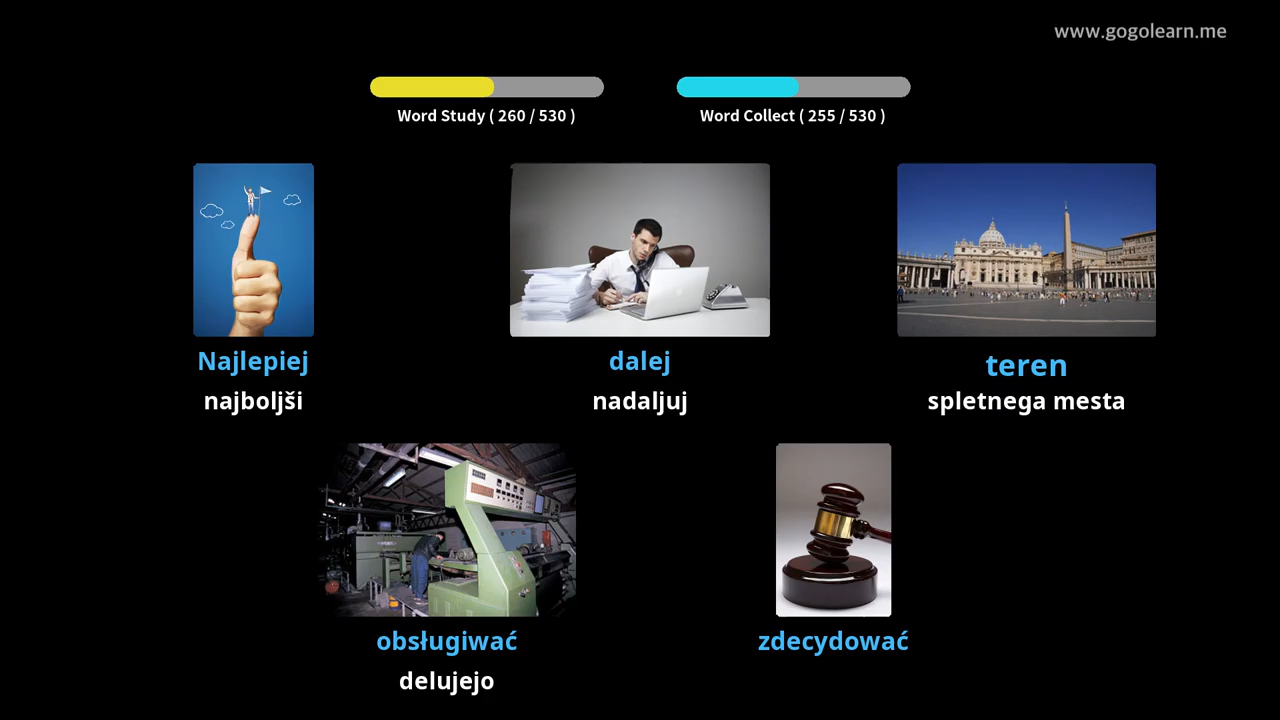 www.gogolearn.me
Word Study ( 260 / 530 )
Word Collect ( 255 / 530 )
Najlepiej
najboljši
dalej
nadaljuj
teren
spletnega mesta
obsługiwać
delujejo
zdecydować